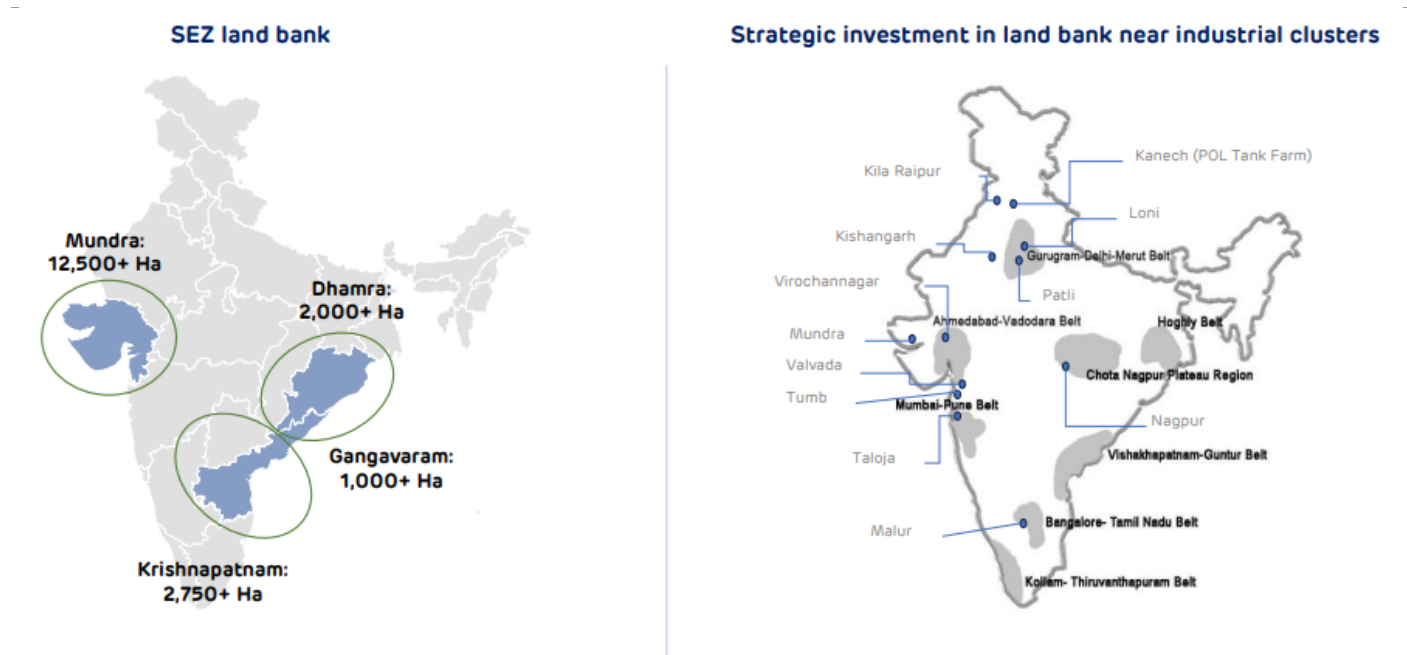 SEZ land bank
Mundra:
12,500+ Ha
Dhamra:
2,000+ Ha
Gangavaram:
1,000+ Ha
Krishnapatnam:
2,750+ Ha
Strategic investment in land bank near industrial clusters
Kanech (POL Tank Farm)
Kila Raipur
Loni
Kishangarh
Gurugram-Delhi-Merut Belt
Virochannagar
Patli
Ahmedabad-Vadodara Belt
Hoghly Belt
Mundra
Valvada
Chota Nagpur Plateau Region
Tumb
Mumbai-Pune Belt
Nagpur
Taloja
Vishakhapatnam-Guntur Belt
Malur
Bangalore- Tamil Nadu Belt
Kollam- Thiruvanthapuram Belt